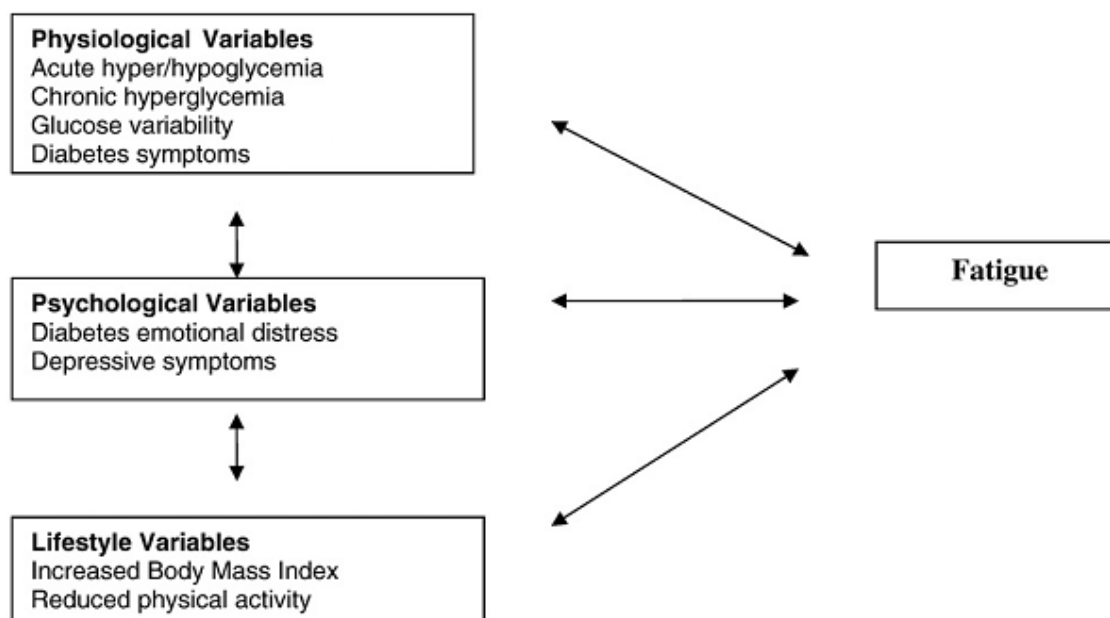 Physiological Variables
Acute hyper/hypoglycemia
Chronic hyperglycemia
Glucose variability
Diabetes symptoms
Psychological Variables
Diabetes emotional distress
Depressive symptoms
Lifestyle Variables
Increased Body Mass Index
Reduced physical activity
Fatigue